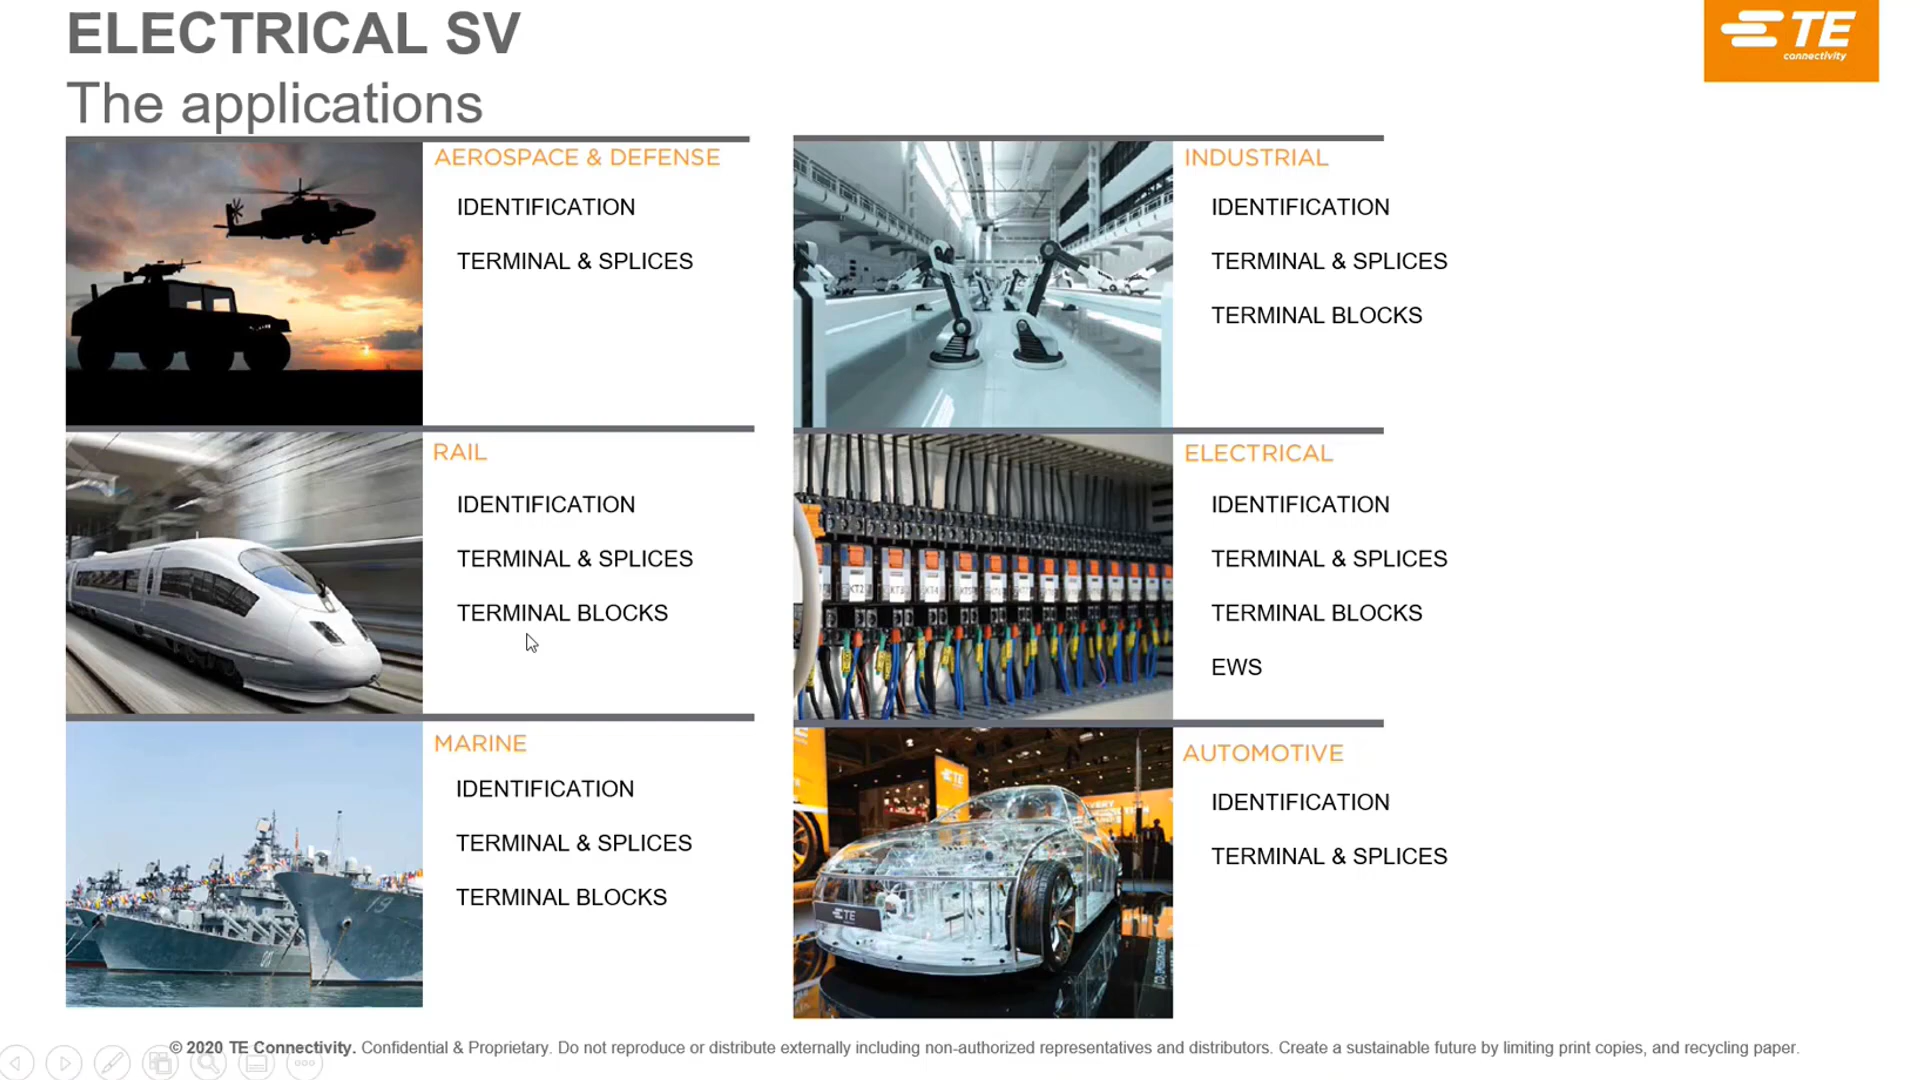 ELECTRICAL SV
The applications
TE
connectivity
AEROSPACE & DEFENSE
IDENTIFICATION
TERMINAL & SPLICES
INDUSTRIAL
IDENTIFICATION
TERMINAL & SPLICES
TERMINAL BLOCKS
RAIL
IDENTIFICATION
TERMINAL & SPLICES
TERMINAL BLOCKS
ELECTRICAL
IDENTIFICATION
TERMINAL & SPLICES
TERMINAL BLOCKS
EWS
MARINE
IDENTIFICATION
TERMINAL & SPLICES
TERMINAL BLOCKS
AUTOMOTIVE
IDENTIFICATION
TERMINAL & SPLICES
TE
TE
© 2020 TE Connectivity. Confidential & Proprietary. Do not reproduce or distribute externally including non-authorized representatives and distributors. Create a sustainable future by limiting print copies, and recycling paper.